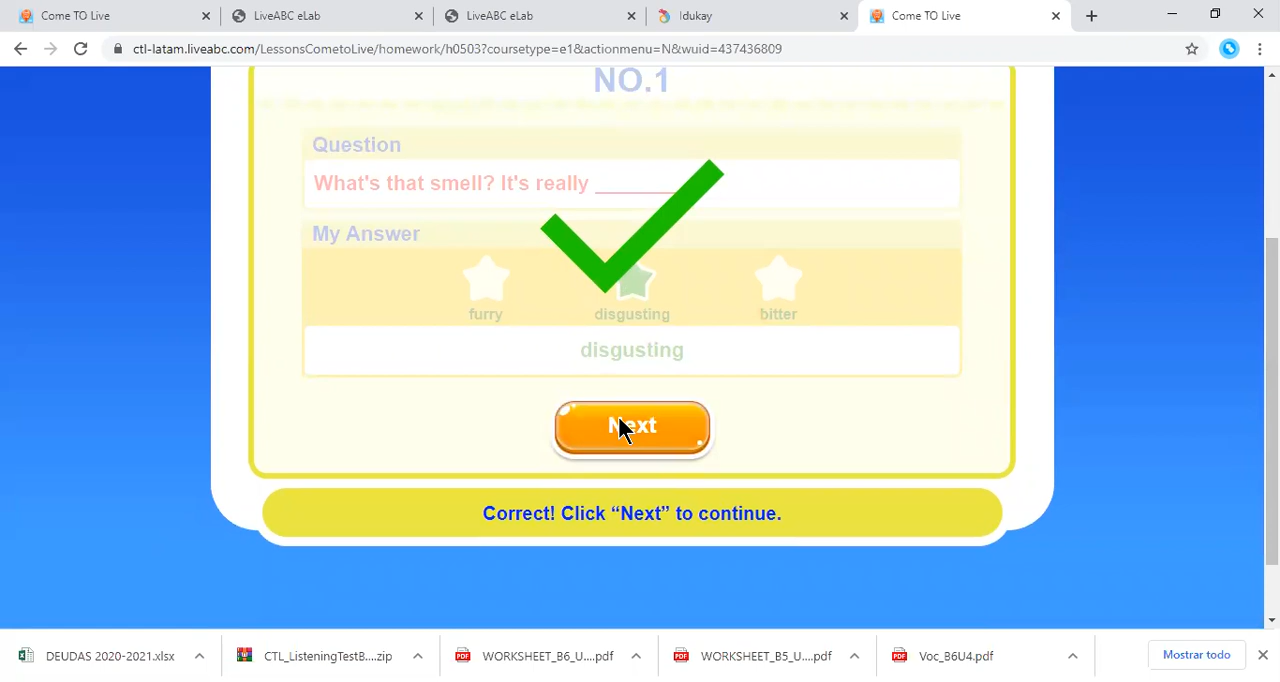 Come TO Live
LiveABC eLab
LiveABC eLab
Idukay
Come TO Live
ctl-latam.liveabc.com/LessonsCometoLive/homework/h0503?coursetype=e1&actionmenu=N&wuid=437436809
NO.1
Question
What's that smell? It's really ________
My Answer
furry disgusting bitter
disgusting
Next
Correct! Click “Next” to continue.
DEUDAS 2020-2021.xlsx
CTL_ListeningTestB....zip
WORKSHEET_B6_U....pdf
WORKSHEET_B5_U....pdf
Voc_B6U4.pdf
Mostrar todo